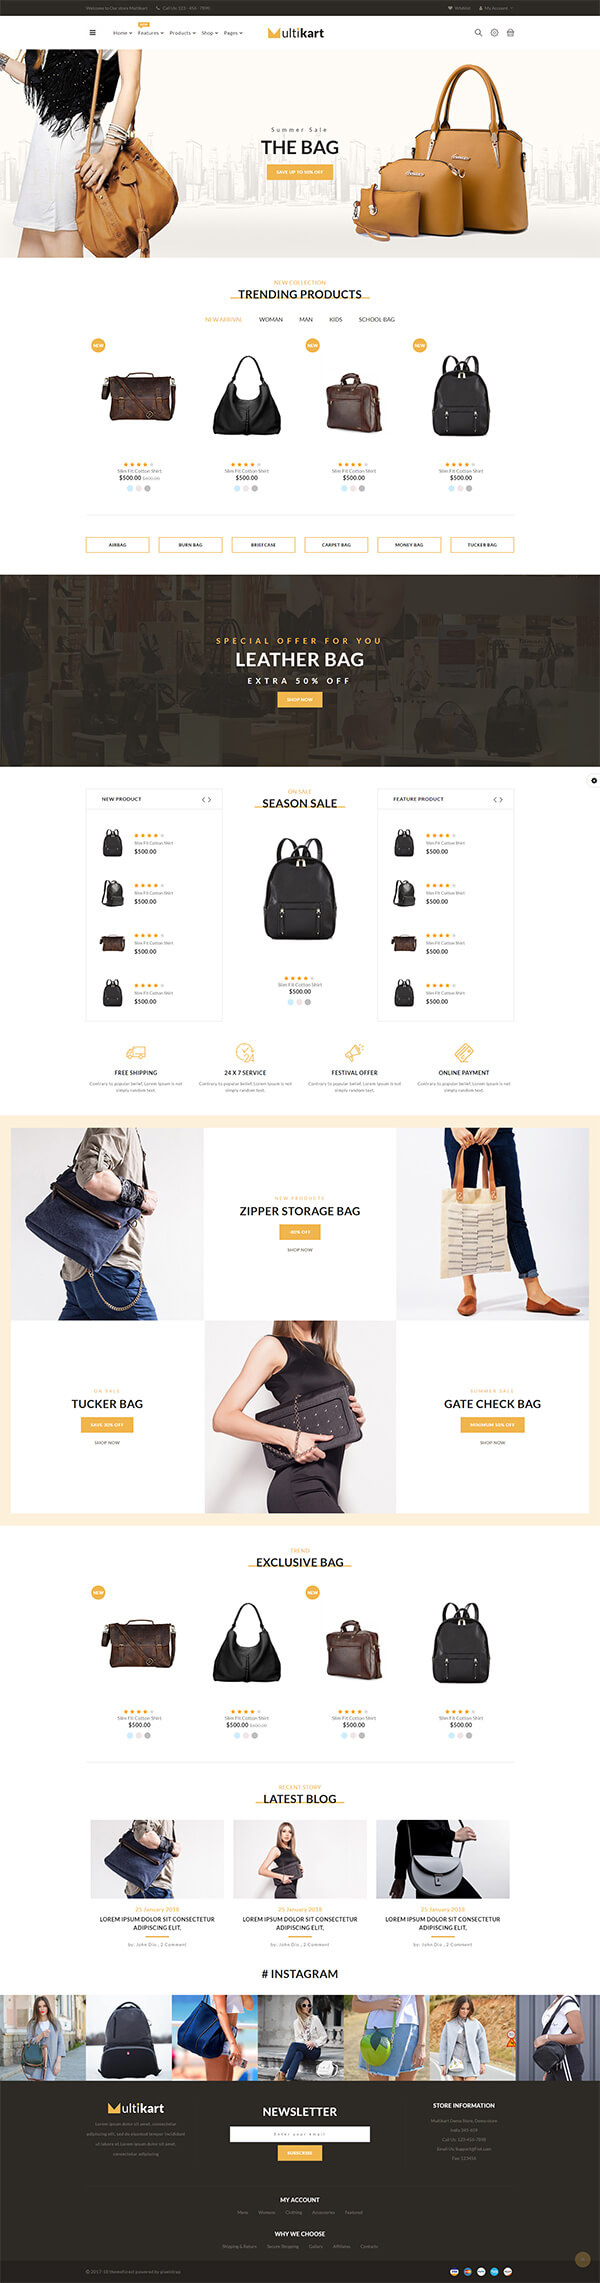 Welcome to Our store Multikart
Call Us: 123 - 456 - 7890
Wishlist
My Account
Home
Features
Products
Shop
Pages
NEW
Multikart
Summer Sale
THE BAG
SAVE UP TO 50% OFF
NEW COLLECTION
TRENDING PRODUCTS
NEW ARRIVAL WOMAN MAN KIDS SCHOOL BAG
NEW
NEW
NEW
Slim Fit Cotton Shirt
$500.00 $600.00
Slim Fit Cotton Shirt
$500.00
Slim Fit Cotton Shirt
$500.00
Slim Fit Cotton Shirt
$500.00
AIRBAG
BURN BAG
BRIEFCASE
CARPET BAG
MONEY BAG
TUCKER BAG
SPECIAL OFFER FOR YOU
LEATHER BAG
EXTRA 50% OFF
SHOP NOW
NEW PRODUCT
Slim Fit Cotton Shirt
$500.00
Slim Fit Cotton Shirt
$500.00
Slim Fit Cotton Shirt
$500.00
Slim Fit Cotton Shirt
$500.00
ON SALE
SEASON SALE
Slim Fit Cotton Shirt
$500.00
FEATURE PRODUCT
Slim Fit Cotton Shirt
$500.00
Slim Fit Cotton Shirt
$500.00
Slim Fit Cotton Shirt
$500.00
Slim Fit Cotton Shirt
$500.00
24
FREE SHIPPING
Contrary to popular belief, Lorem Ipsum is not
simply random text.
24 X 7 SERVICE
Contrary to popular belief, Lorem Ipsum is not
simply random text.
FESTIVAL OFFER
Contrary to popular belief, Lorem Ipsum is not
simply random text.
ONLINE PAYMENT
Contrary to popular belief, Lorem Ipsum is not
simply random text.
NEW PRODUCTS
ZIPPER STORAGE BAG
-80% OFF
SHOP NOW
ON SALE
TUCKER BAG
SAVE 30% OFF
SHOP NOW
SUMMER SALE
GATE CHECK BAG
MINIMUM 50% OFF
SHOP NOW
TREND
EXCLUSIVE BAG
NEW
NEW
Slim Fit Cotton Shirt
$500.00
Slim Fit Cotton Shirt
$500.00 $600.00
Slim Fit Cotton Shirt
$500.00
Slim Fit Cotton Shirt
$500.00
RECENT STORY
LATEST BLOG
25 January 2018
LOREM IPSUM DOLOR SIT CONSECTETUR
ADIPISCING ELIT,
by: John Dio , 2 Comment
25 January 2018
LOREM IPSUM DOLOR SIT CONSECTETUR
ADIPISCING ELIT,
by: John Dio , 2 Comment
25 January 2018
LOREM IPSUM DOLOR SIT CONSECTETUR
ADIPISCING ELIT,
by: John Dio , 2 Comment
# INSTAGRAM
Multikart
Lorem ipsum dolor sit amet, consectetur
adipiscing elit, sed do eiusmod tempor incididunt
ut labore et, Lorem ipsum dolor sit amet,
consectetur adipiscing
NEWSLETTER
Enter your email
SUBSCRIBE
STORE INFORMATION
Multikart Demo Store, Demo store
India 345-659
Call Us: 123-456-7898
Email Us: Support@Fiot.com
Fax: 123456
MY ACCOUNT
Mens Womens Clothing Accessories Featured
WHY WE CHOOSE
Shipping & Return Secure Shopping Gallary Affiliates Contacts
© 2017-18 themeforest powered by pixelstrap